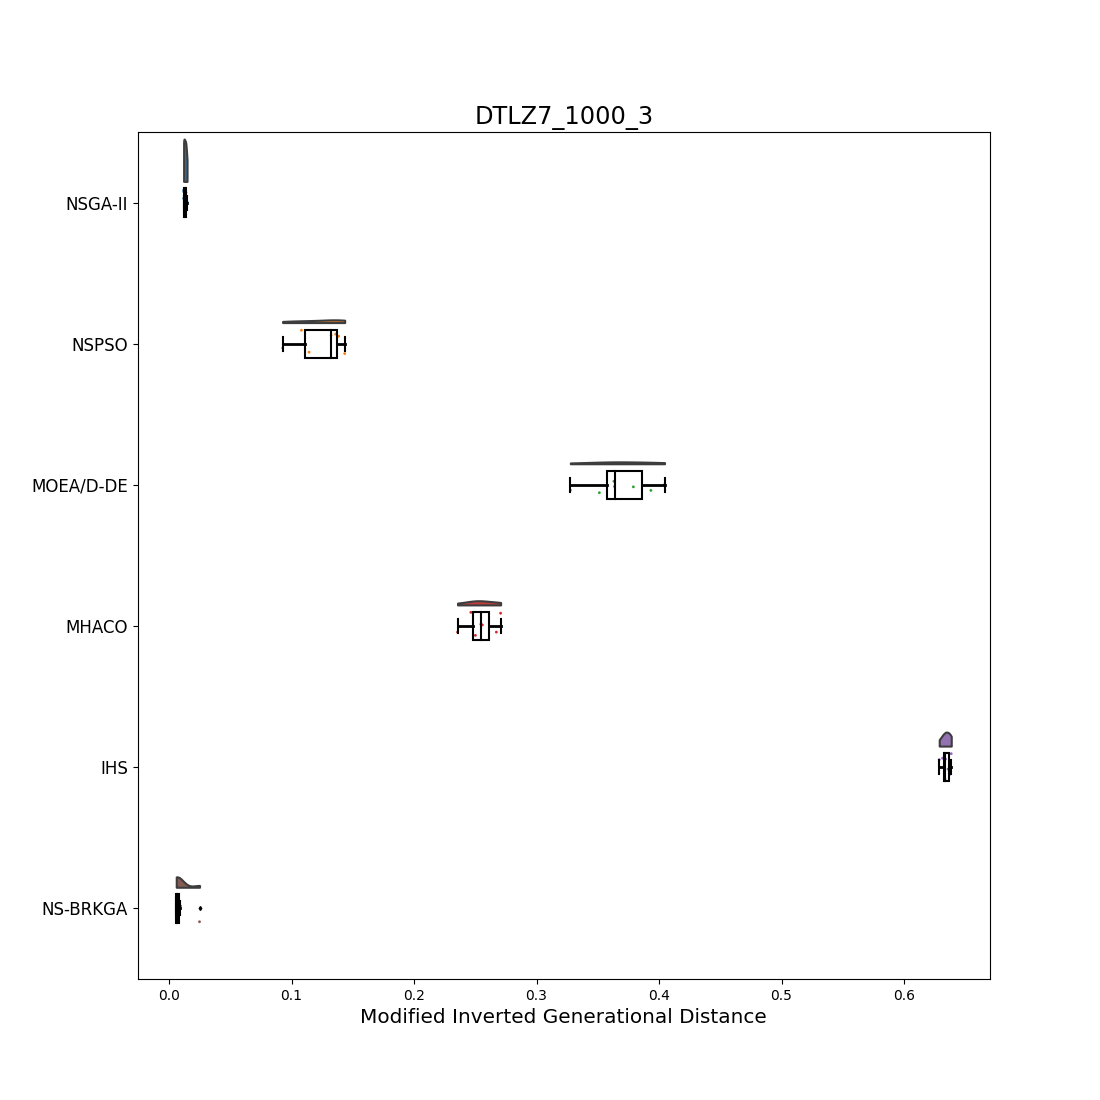 DTLZ7_1000_3
NSGA-II
NSPSO
MOEA/D-DE
MHACO
IHS
NS-BRKGA
0.0 0.1 0.2 0.3 0.4 0.5 0.6
Modified Inverted Generational Distance